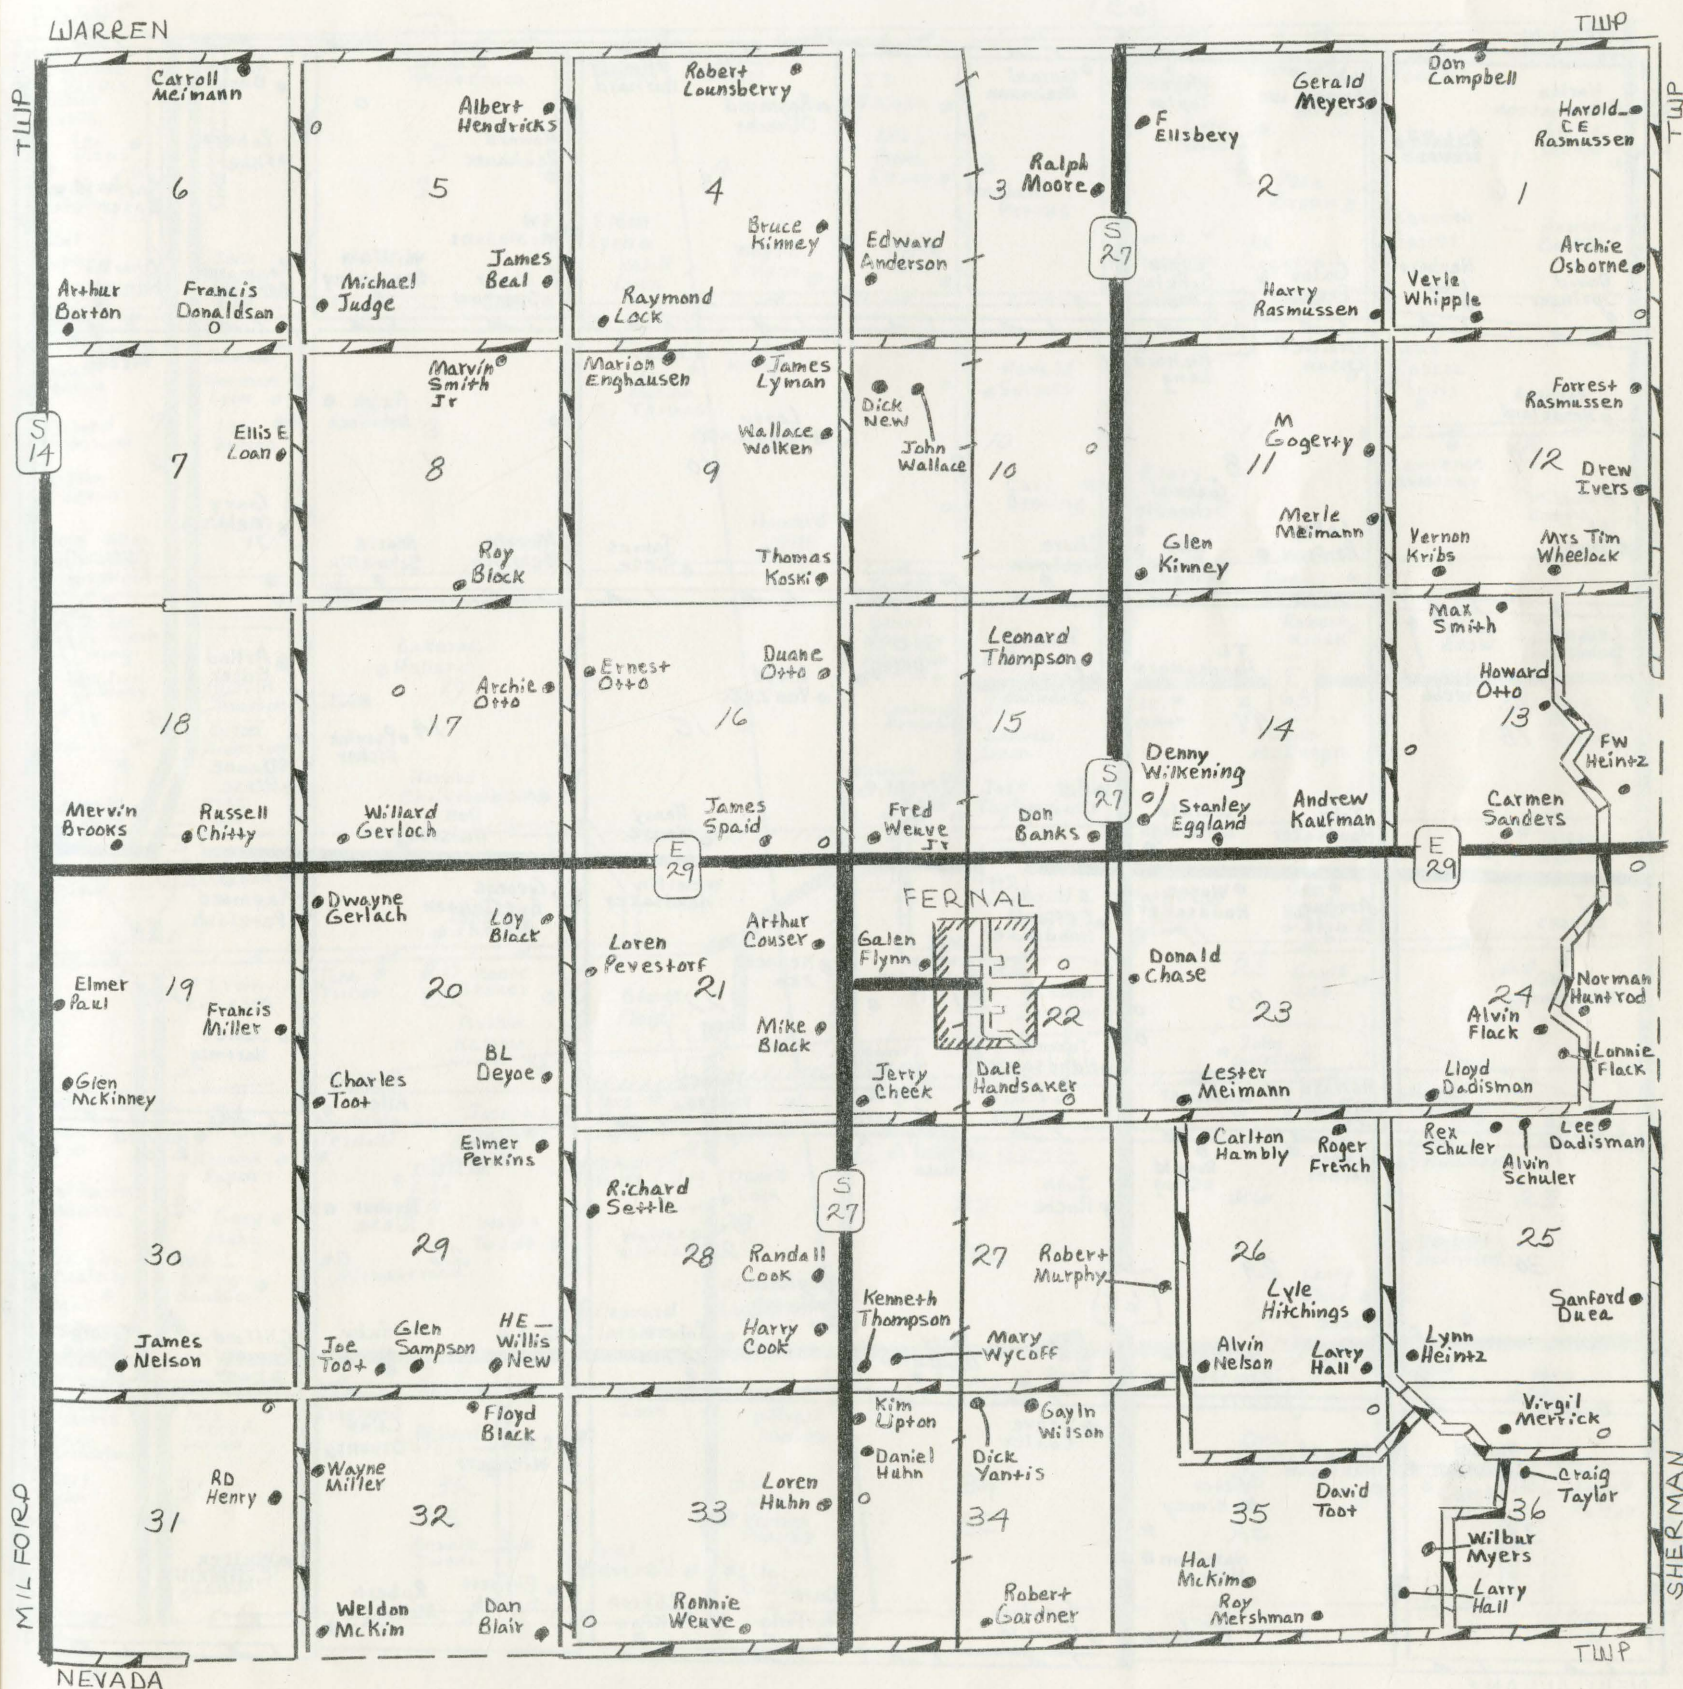 WARREN
TWP
TWP
TWP
Carroll
Meimann
6
Arthur
Borton
Francis
Donaldson
Albert
Hendricks
5
Michael
Judge
James
Beal
Robert
Lounsberry
4
Bruce
Kinney
Raymond
Lock
3
Ralph
Moore
Edward
Anderson
S
27
F
Ellsbery
Gerald
Meyers
2
Harry
Rasmussen
Don
Campbell
Harold
CE
Rasmussen
1
Archie
Osborne
Verle
Whipple
S
14
Ellis E
Loan
7
Marvin
Smith
Jr
8
Roy
Block
Marion
Enghausen
James
Lyman
Wallace
Wolken
9
Thomas
Koski
Dick
New
John
Wallace
10
M
Gogerty
11
Merle
Meimann
Glen
Kinney
Forrest
Rasmussen
12
Drew
Ivers
Vernon
Kribs
Mrs Tim
Wheelock
18
Mervin
Brooks
Russell
Chitty
Archie
Otto
17
Willard
Gerloch
Ernest
Otto
Duane
Otto
16
James
Spaid
Leonard
Thompson
15
Fred
Weuve
Jr
Don
Banks
S
27
14
Denny
Wilkening
Stanley
Eggland
Andrew
Kaufman
Max
Smith
Howard
Otto
13
FW
Heintz
Carmen
Sanders
E
29
E
29
Elmer
Paul
19
Francis
Miller
Glen
McKinney
Dwayne
Gerlach
Loy
Black
20
BL
Deyoe
Charles
Toot
Loren
Pevestorf
Arthur
Couser
21
Mike
Black
FERNAL
Galen
Flynn
22
Jerry
Cheek
Dale
Handsaker
Donald
Chase
23
Lester
Meimann
Norman
Huntrod
24
Alvin
Flack
Lonnie
Flack
Lloyd
Dadisman
30
James
Nelson
Elmer
Perkins
29
Joe
Toot
Glen
Sampson
HE
Willis
New
Richard
Settle
28
Randall
Cook
Harry
Cook
S
27
27
Robert
Murphy
Kenneth
Thompson
Mary
Wycoff
Carlton
Hambly
Roger
French
26
Lyle
Hitchings
Alvin
Nelson
Larry
Hall
Rex
Schuler
Alvin
Schuler
Lee
Dadisman
25
Sanford
Duea
Lynn
Heintz
RD
Henry
31
Floyd
Black
Wayne
Miller
32
Weldon
McKim
Dan
Blair
Loren
Huhn
33
Ronnie
Weuve
Kim
Lipton
Daniel
Huhn
Dick
Yantis
Gayln
Wilson
34
Robert
Gardner
David
Toot
35
Hal
McKim
Roy
Mershman
Virgil
Merrick
Craig
Taylor
36
Wilbur
Myers
Larry
Hall
MILFORD
SHERMAN
NEVADA
TWP